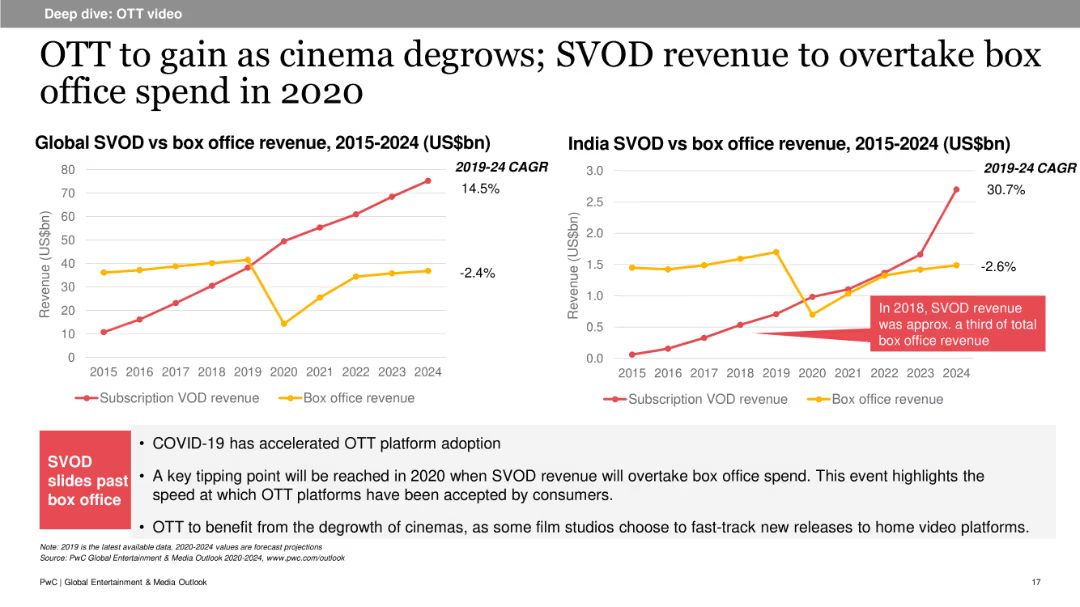 Deep dive: OTT video
OTT to gain as cinema degrows; SVOD revenue to overtake box
office spend in 2020
Global SVOD vs box office revenue, 2015-2024 (US$bn)
2019-24 CAGR
80
70
60
50
40
30
20
10
0
Revenue (US$bn)
14.5%
-2.4%
2015 2016 2017 2018 2019 2020 2021 2022 2023 2024
Subscription VOD revenue Box office revenue
India SVOD vs box office revenue, 2015-2024 (US$bn)
2019-24 CAGR
3.0
2.5
2.0
1.5
1.0
0.5
0.0
Revenue (US$bn)
30.7%
-2.6%
In 2018, SVOD revenue
was approx. a third of total
box office revenue
2015 2016 2017 2018 2019 2020 2021 2022 2023 2024
Subscription VOD revenue Box office revenue
SVOD
slides past
box office
• COVID-19 has accelerated OTT platform adoption
• A key tipping point will be reached in 2020 when SVOD revenue will overtake box office spend. This event highlights the
speed at which OTT platforms have been accepted by consumers.
• OTT to benefit from the degrowth of cinemas, as some film studios choose to fast-track new releases to home video platforms.
Note: 2019 is the latest available data, 2020-2024 values are forecast projections
Source: PwC Global Entertainment & Media Outlook 2020-2024, www.pwc.com/outlook
PwC | Global Entertainment & Media Outlook
17